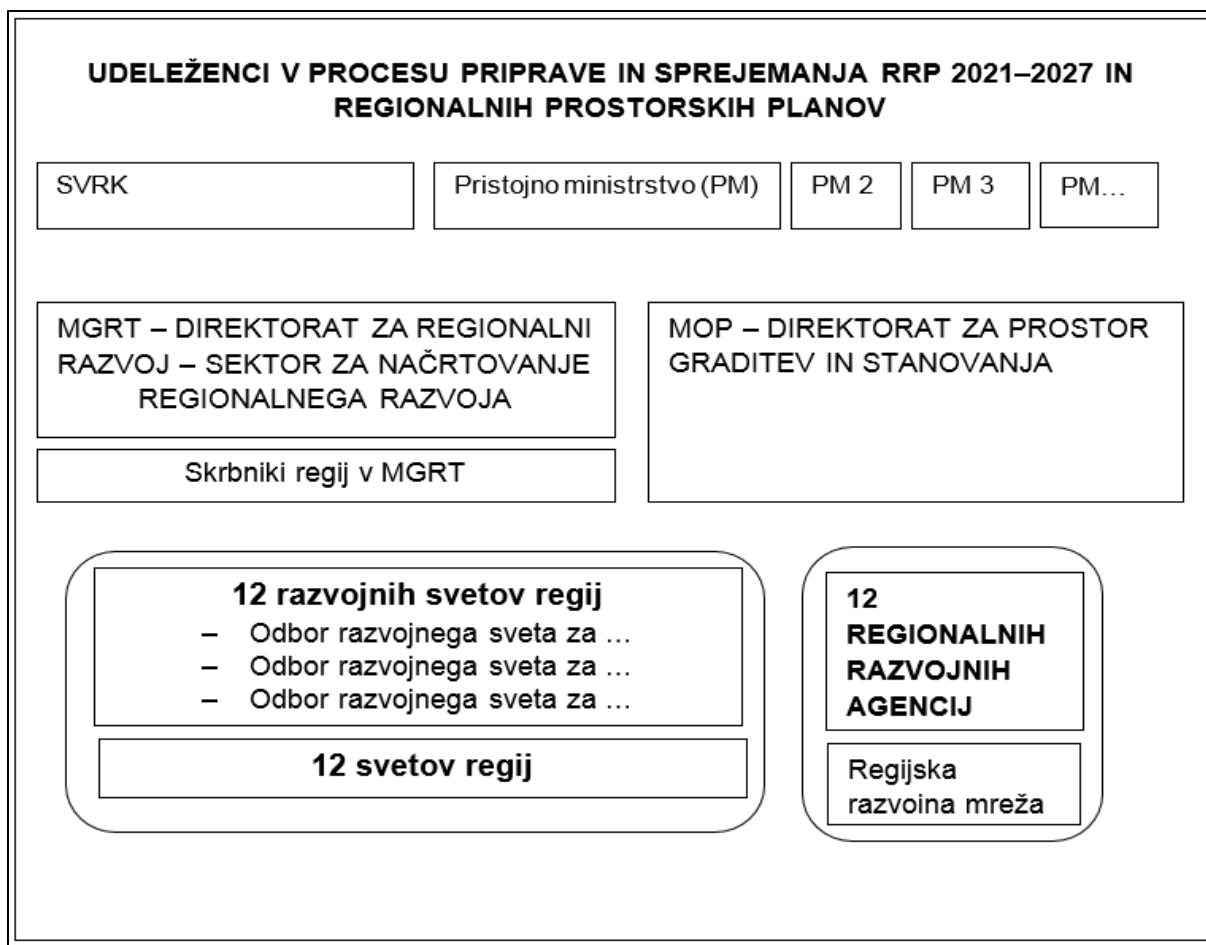 UDELEŽENCI V PROCESU PRIPRAVE IN SPREJEMANJA RRP 2021–2027 IN
REGIONALNIH PROSTORSKIH PLANOV
SVRK
Pristojno ministrstvo (PM)
PM 2
PM 3
PM…
MGRT – DIREKTORAT ZA REGIONALNI
RAZVOJ – SEKTOR ZA NAČRTOVANJE
REGIONALNEGA RAZVOJA
Skrbniki regij v MGRT
MOP – DIREKTORAT ZA PROSTOR
GRADITEV IN STANOVANJA
12 razvojnih svetov regij
– Odbor razvojnega sveta za …
– Odbor razvojnega sveta za …
– Odbor razvojnega sveta za …
12 svetov regij
12
REGIONALNIH
RAZVOJNIH
AGENCIJ
Regijska
razvojna mreža